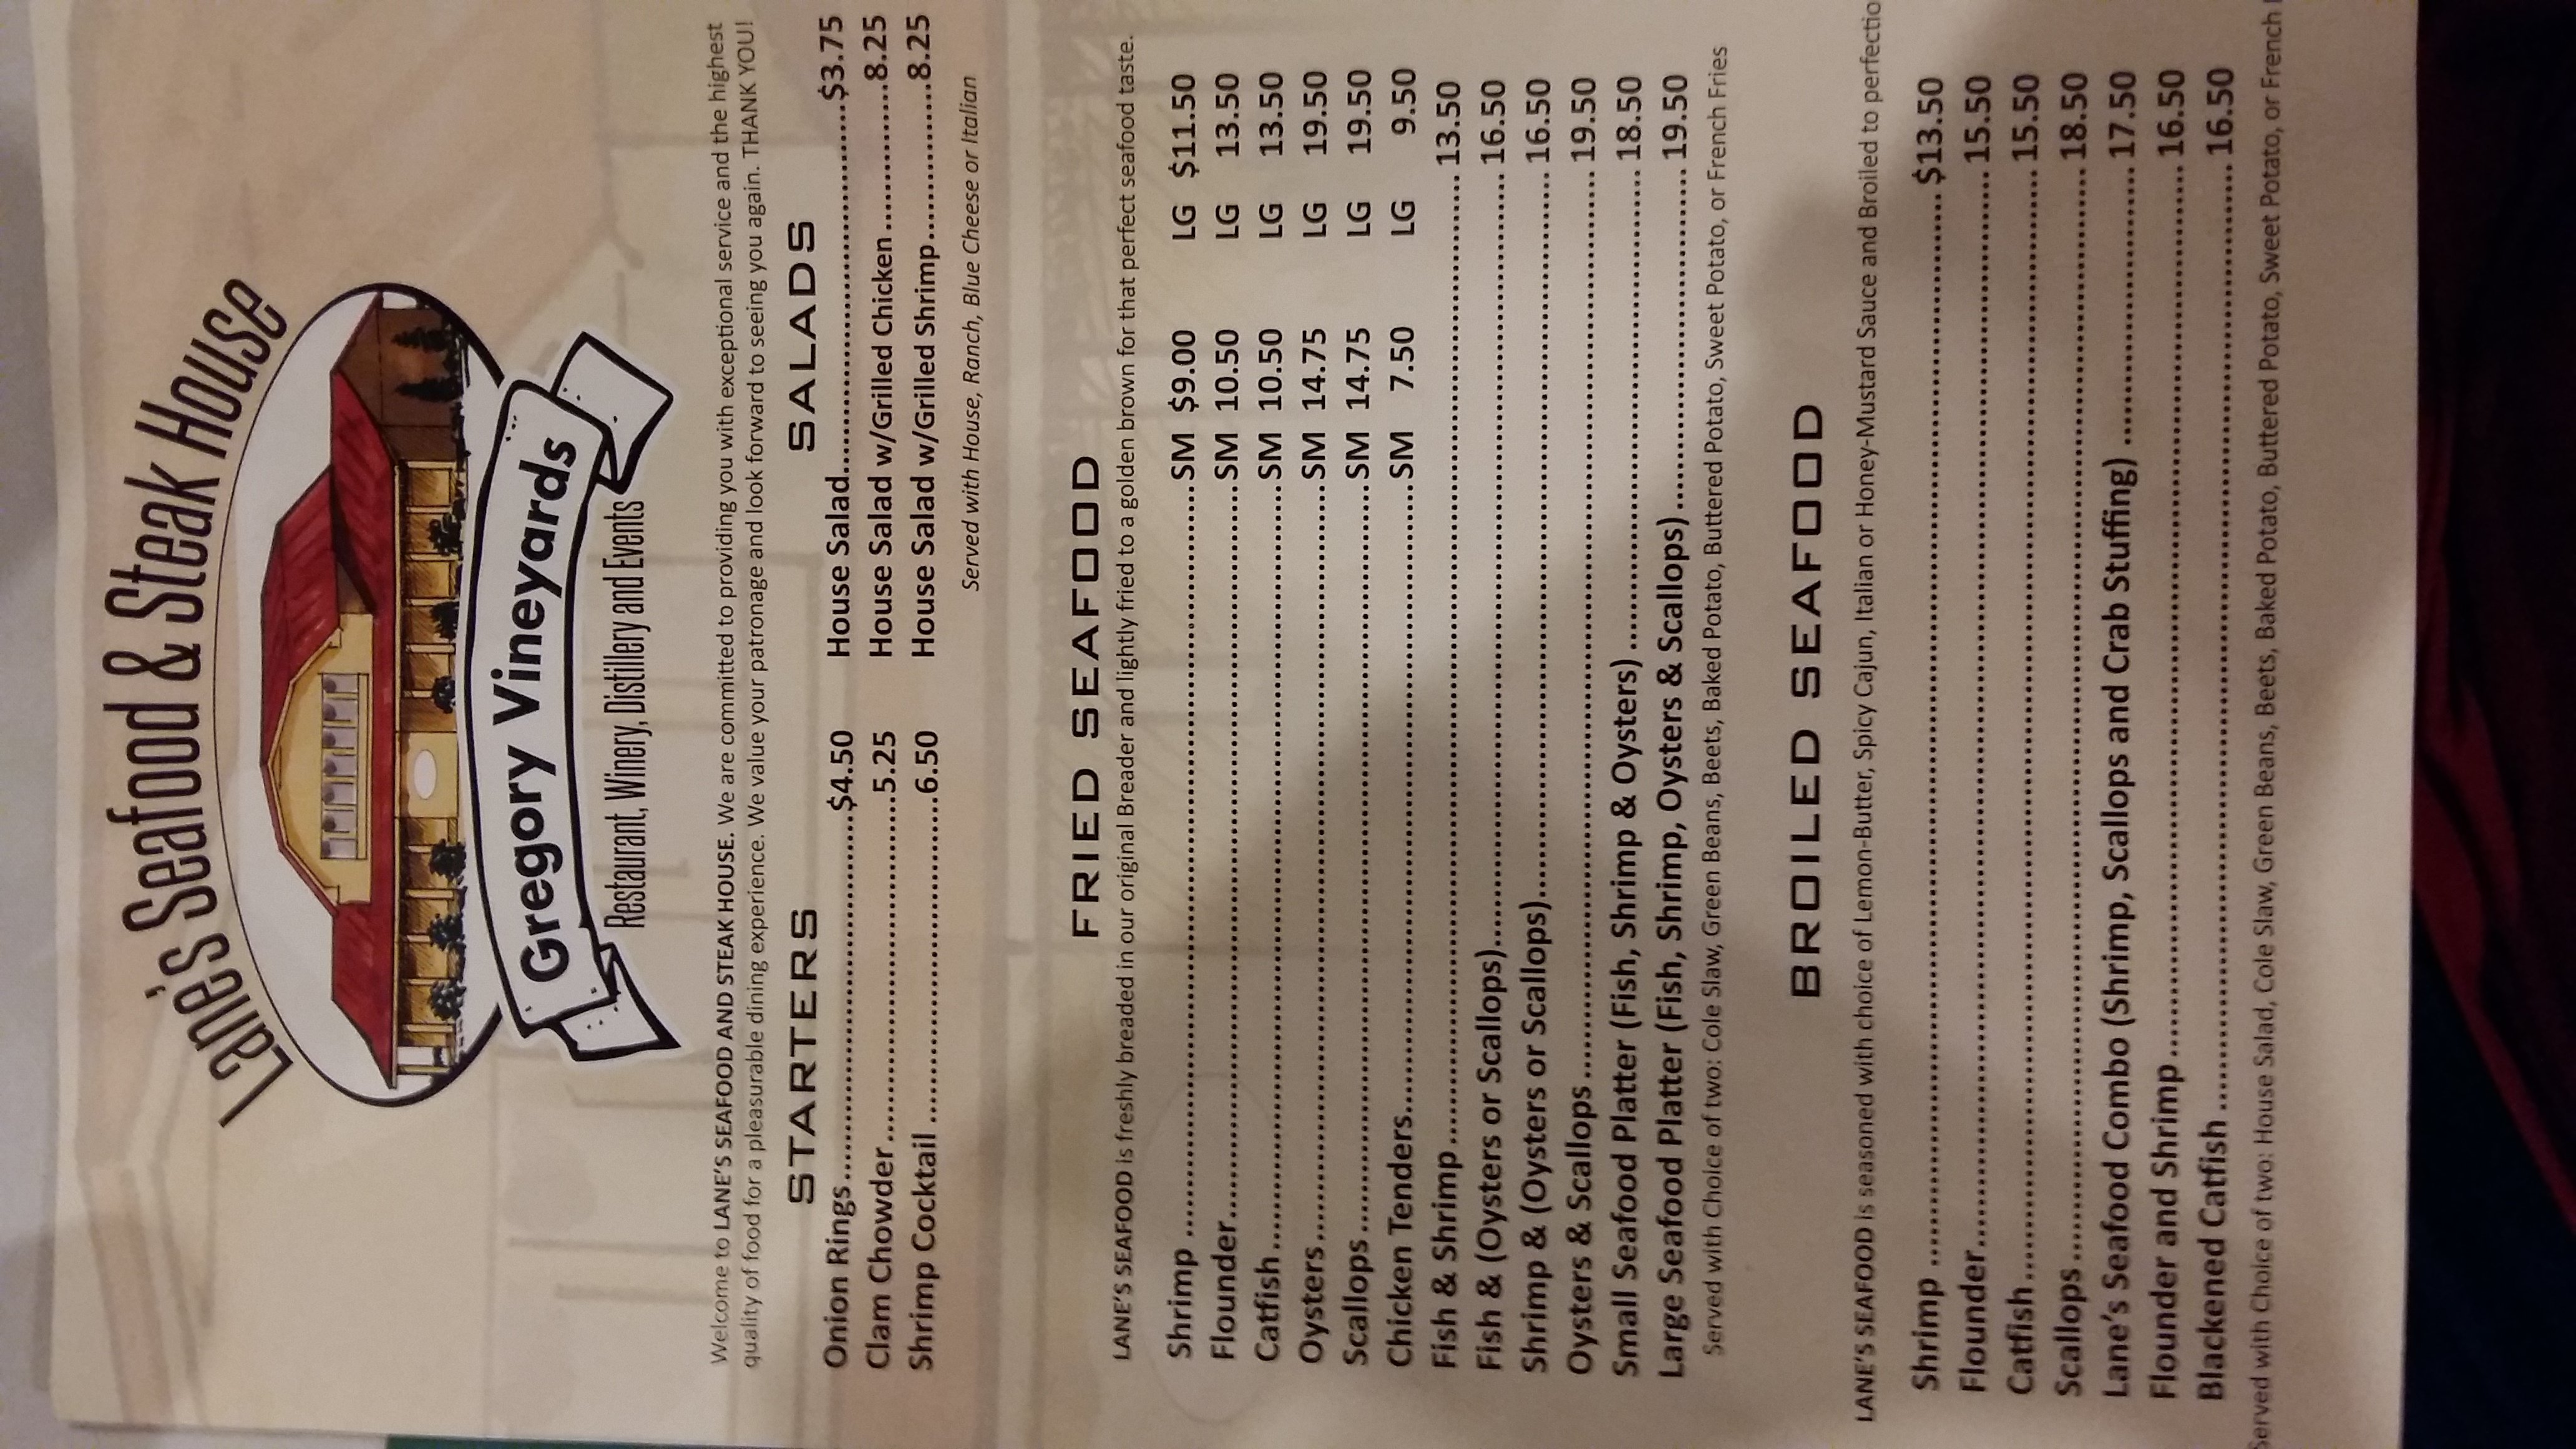 Lane's Seafood & Steak House
Gregory Vineyards
Restaurant, Winery, Distillery and Events
Welcome to LANE'S SEAFOOD AND STEAK HOUSE. We are committed to providing you with exceptional service and the highest
quality of food for a pleasurable dining experience. We value your patronage and look forward to seeing you again. THANK YOU!
STARTERS
Onion Rings..........$4.50
Clam Chowder..........5.25
Shrimp Cocktail ..........6.50
SALADS
House Salad..........$3.75
House Salad w/Grilled Chicken..........8.25
House Salad w/Grilled Shrimp..........8.25
Served with House, Ranch, Blue Cheese or Italian
FRIED SEAFOOD
LANE'S SEAFOOD is freshly breaded in our original Breader and lightly fried to a golden brown for that perfect seafood taste.
Shrimp ..........SM $9.00 LG $11.50
Flounder..........SM 10.50 LG 13.50
Catfish..........SM 10.50 LG 13.50
Oysters..........SM 14.75 LG 19.50
Scallops..........SM 14.75 LG 19.50
Chicken Tenders..........SM 7.50 LG 9.50
Fish & Shrimp .......... 13.50
Fish & (Oysters or Scallops).......... 16.50
Shrimp & (Oysters or Scallops).......... 16.50
Oysters & Scallops .......... 19.50
Small Seafood Platter (Fish, Shrimp & Oysters) .......... 18.50
Large Seafood Platter (Fish, Shrimp, Oysters & Scallops).......... 19.50
Served with Choice of two: Cole Slaw, Green Beans, Beets, Baked Potato, Buttered Potato, Sweet Potato, or French Fries
BROILED SEAFOOD
LANE'S SEAFOOD is seasoned with choice of Lemon-Butter, Spicy Cajun, Italian or Honey-Mustard Sauce and Broiled to perfectio
Shrimp .......... $13.50
Flounder.......... 15.50
Catfish.......... 15.50
Scallops.......... 18.50
Lane's Seafood Combo (Shrimp, Scallops and Crab Stuffing) .......... 17.50
Flounder and Shrimp.......... 16.50
Blackened Catfish .......... 16.50
Served with Choice of two: House Salad, Cole Slaw, Green Beans, Beets, Baked Potato, Buttered Potato, Sweet Potato, or French